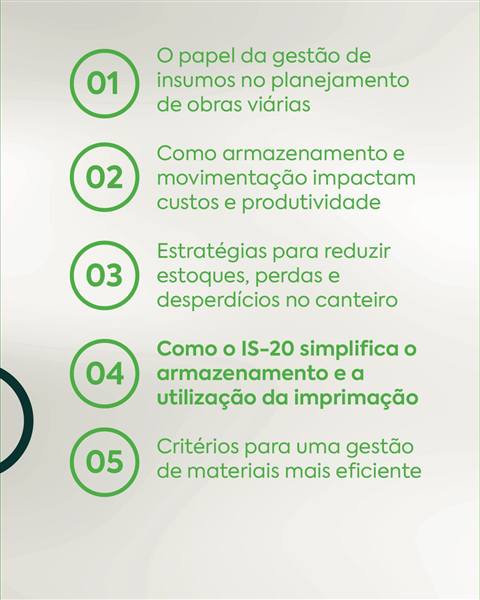 01
O papel da gestão de
insumos no planejamento
de obras viárias
02
Como armazenamento e
movimentação impactam
custos e produtividade
03
Estratégias para reduzir
estoques, perdas e
desperdícios no canteiro
04
Como o IS-20 simplifica o
armazenamento e a
utilização da imprimação
05
Critérios para uma gestão
de materiais mais eficiente